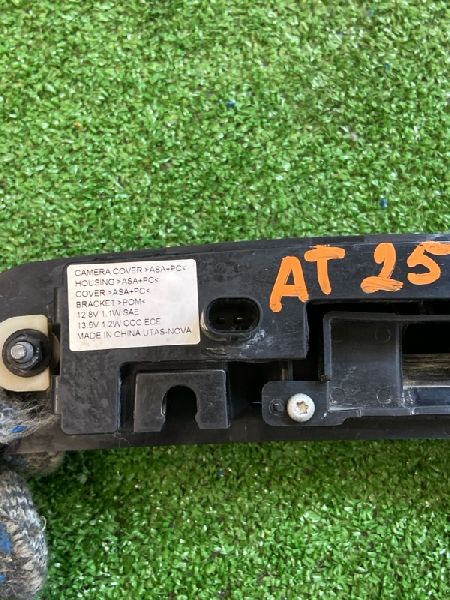 CAMERA COVER >ASA+PC<
HOUSING >ASA+PC<
COVER >ASA+PC<
BRACKET >POM<
12.8V 1.1W SAE
13.5V 1.2W CCC ECE
MADE IN CHINA UTAS-NOVA
AT 25